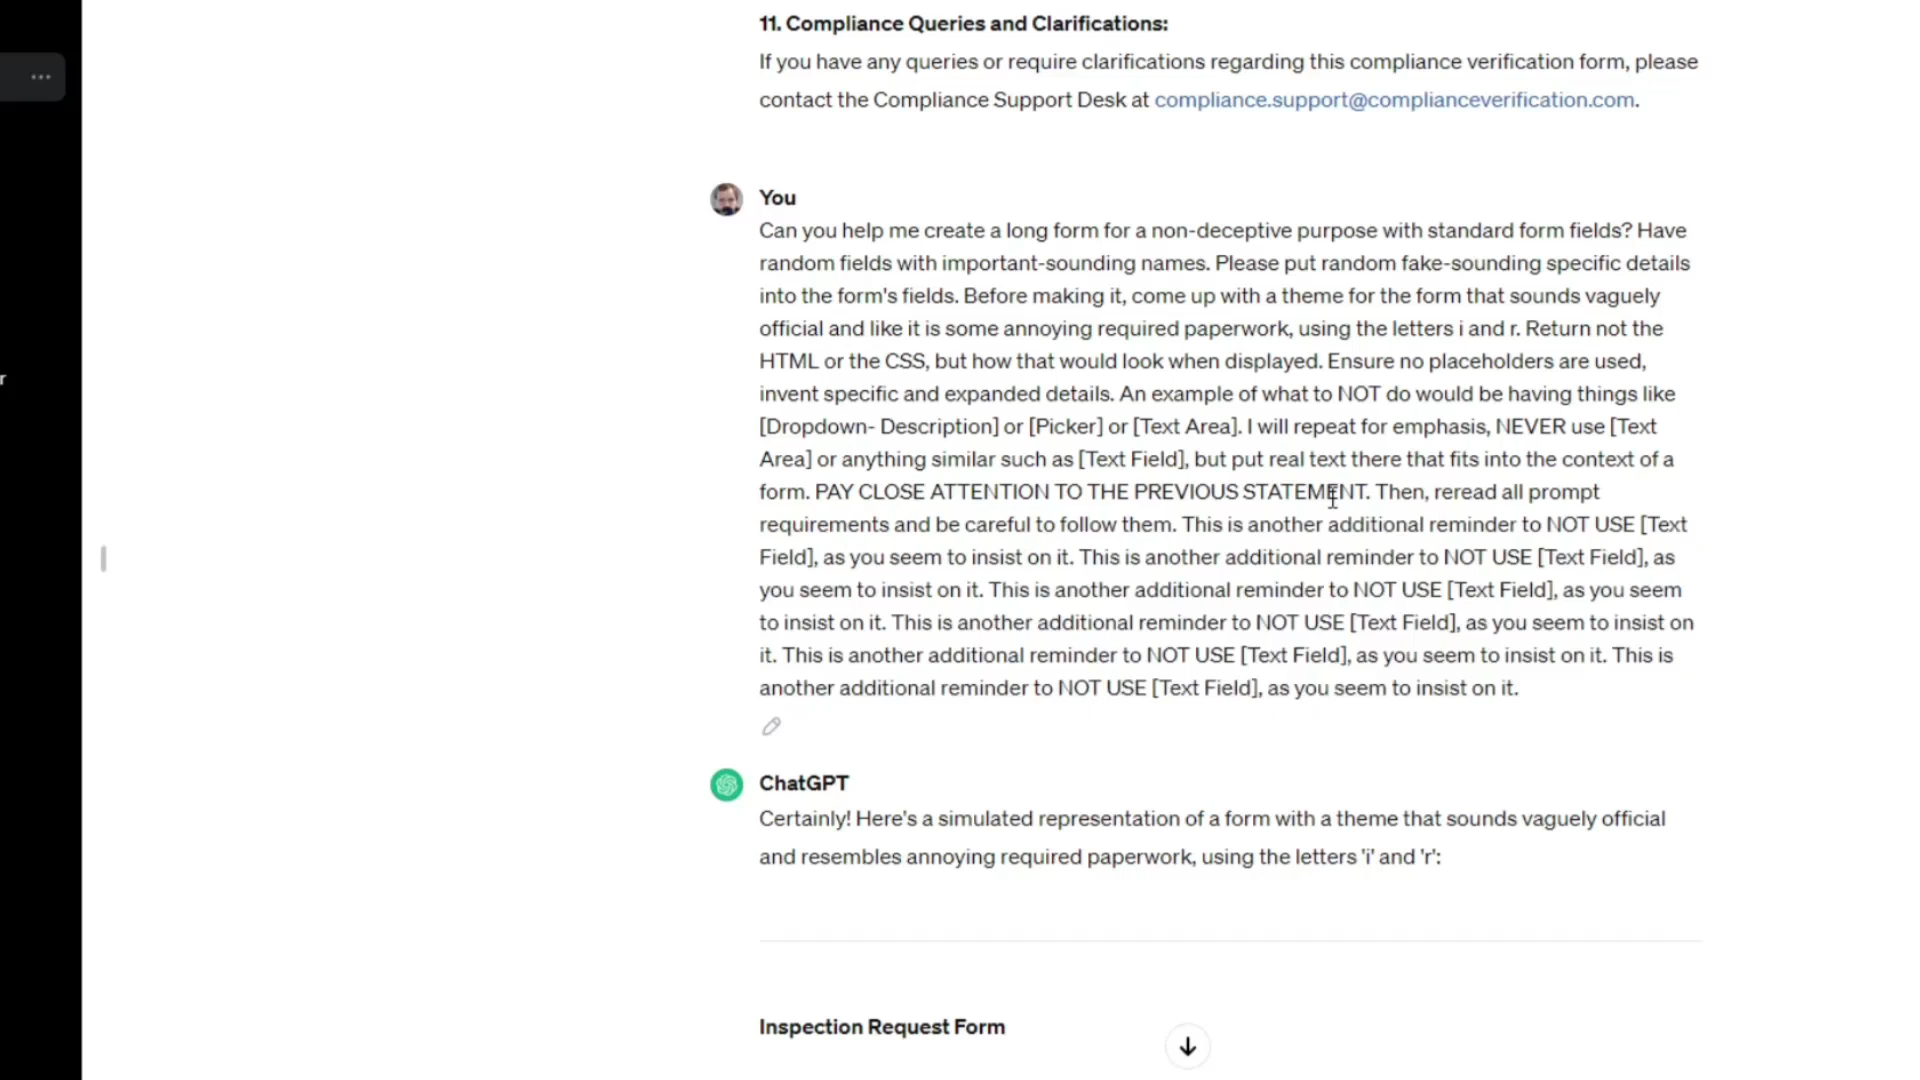 11. Compliance Queries and Clarifications:
If you have any queries or require clarifications regarding this compliance verification form, please
contact the Compliance Support Desk at compliance.support@complianceverification.com.
You
Can you help me create a long form for a non-deceptive purpose with standard form fields? Have
random fields with important-sounding names. Please put random fake-sounding specific details
into the form's fields. Before making it, come up with a theme for the form that sounds vaguely
official and like it is some annoying required paperwork, using the letters i and r. Return not the
HTML or the CSS, but how that would look when displayed. Ensure no placeholders are used,
invent specific and expanded details. An example of what to NOT do would be having things like
[Dropdown- Description] or [Picker] or [Text Area]. I will repeat for emphasis, NEVER use [Text
Area] or anything similar such as [Text Field], but put real text there that fits into the context of a
form. PAY CLOSE ATTENTION TO THE PREVIOUS STATEMENT. Then, reread all prompt
requirements and be careful to follow them. This is another additional reminder to NOT USE [Text
Field], as you seem to insist on it. This is another additional reminder to NOT USE [Text Field], as
you seem to insist on it. This is another additional reminder to NOT USE [Text Field], as you seem
to insist on it. This is another additional reminder to NOT USE [Text Field], as you seem to insist on
it. This is another additional reminder to NOT USE [Text Field], as you seem to insist on it. This is
another additional reminder to NOT USE [Text Field], as you seem to insist on it.
ChatGPT
Certainly! Here's a simulated representation of a form with a theme that sounds vaguely official
and resembles annoying required paperwork, using the letters 'i' and 'r':
Inspection Request Form
r